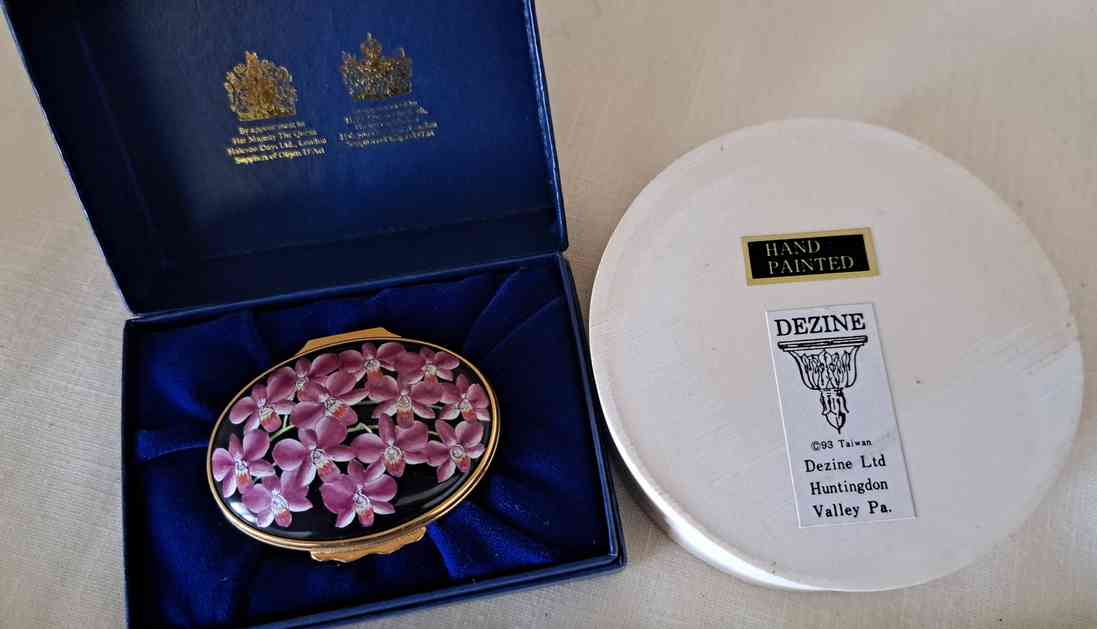 By appointment to
Her Majesty The Queen
Halcyon Days Ltd., London
Suppliers of Objets D'Art
HAND
PAINTED
DEZINE
©93 Taiwan
Dezine Ltd
Huntingdon
Valley Pa.